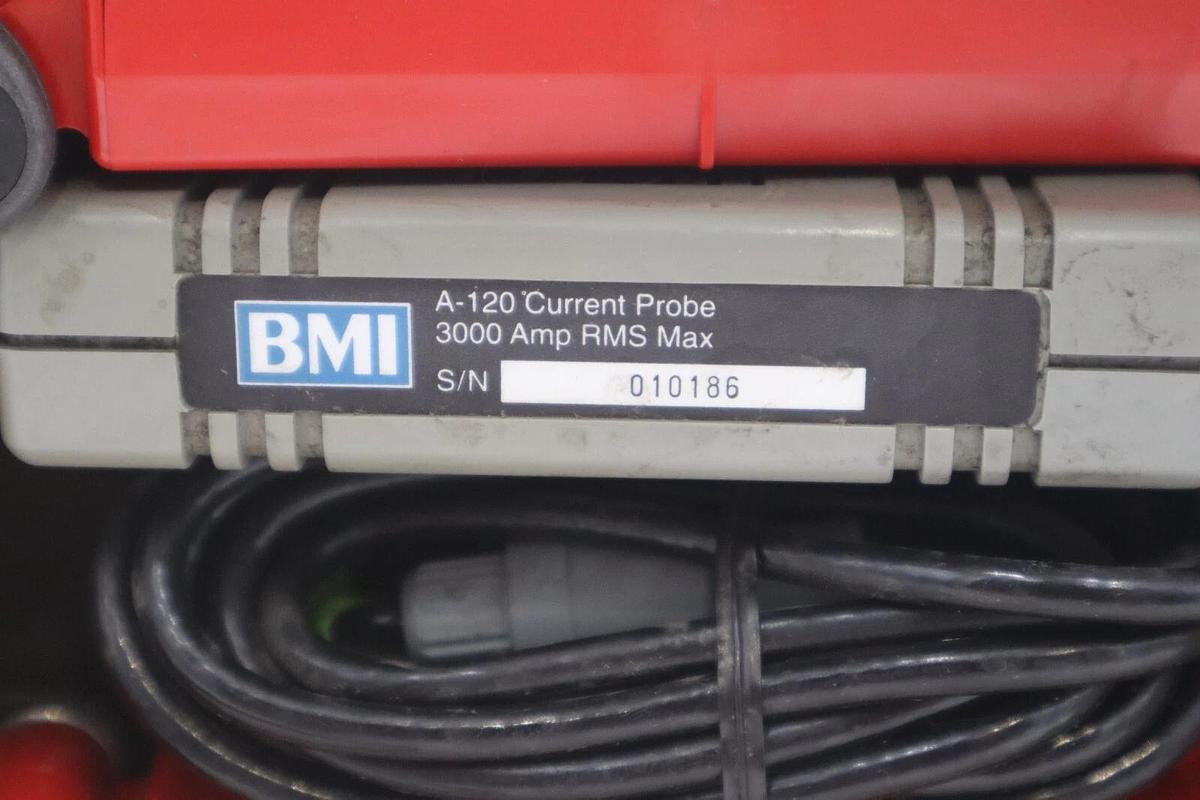 BMI
A-120 Current Probe
3000 Amp RMS Max
S/N 010186